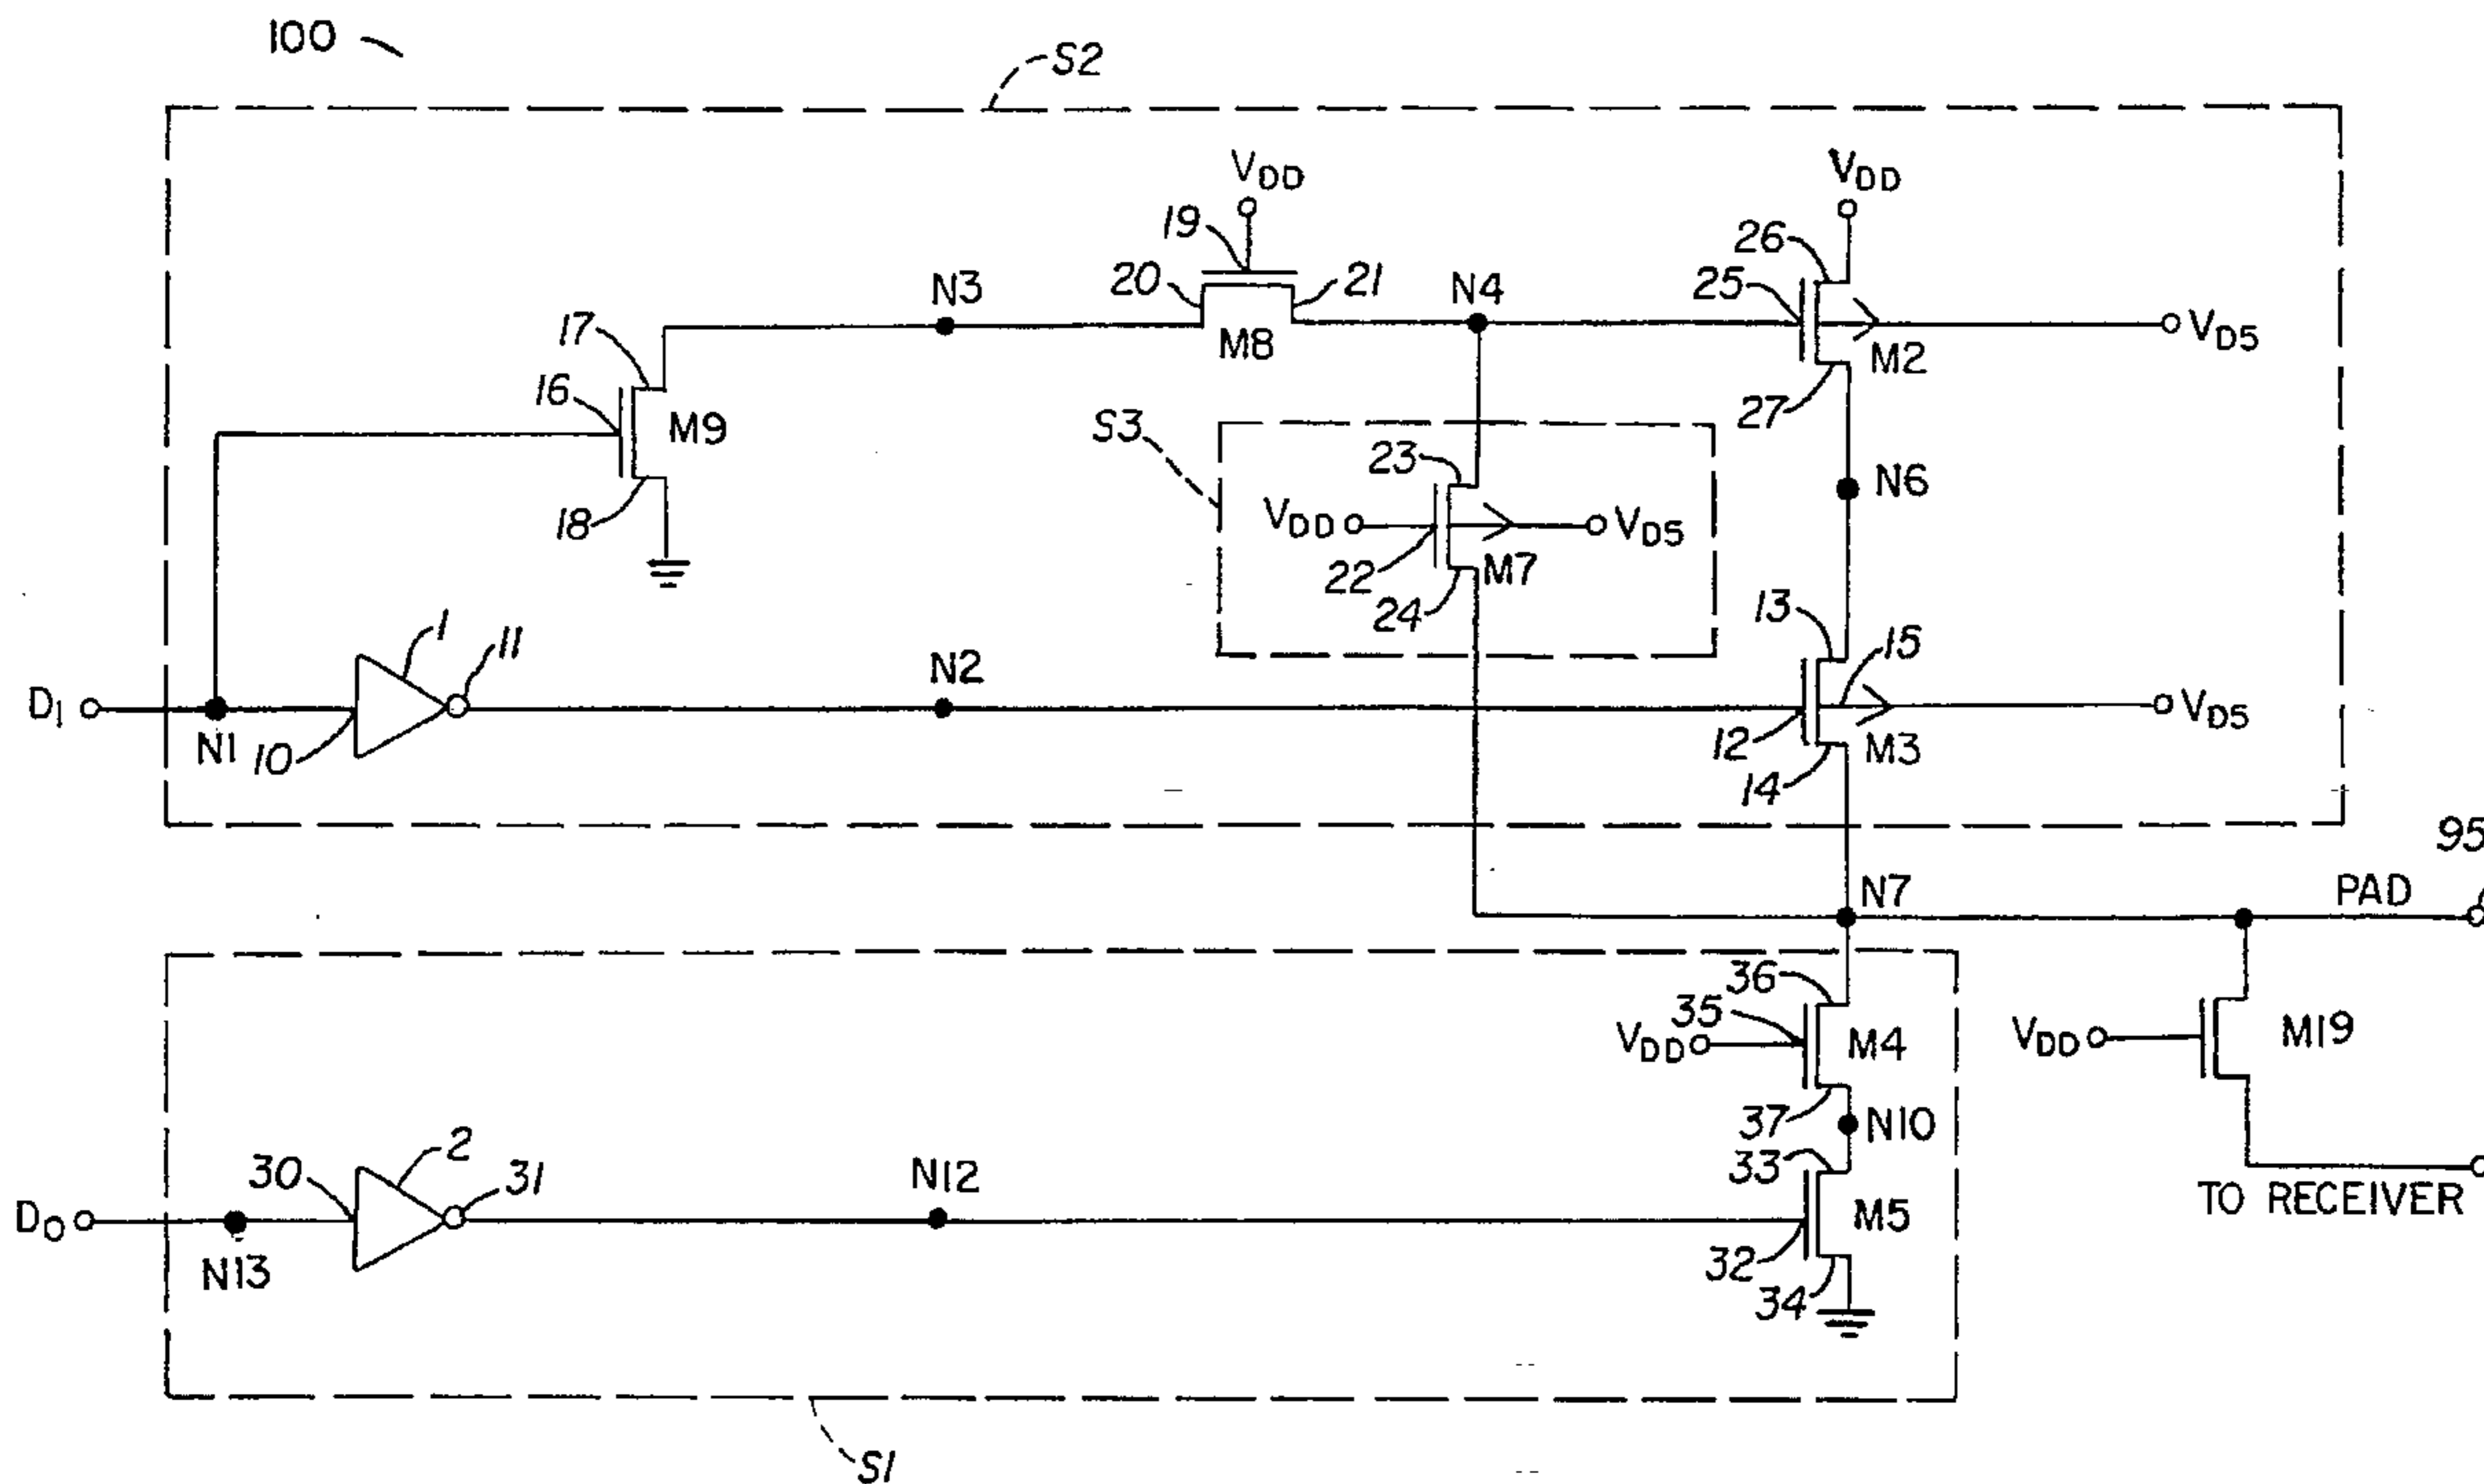 100
S2
VDD
VDD
19
26
20
21
N3
N4
25
17
M8
VD5
M2
16
M9
27
S3
23
N6
18
VDD
VD5
22
M7
24
13
15
1
11
N2
D1
VD5
N1
10
12
M3
14
95
N7
PAD
36
35
VDD
M4
VDD
M19
37
N10
30
2
31
N12
33
D0
M5
TO RECEIVER
N13
32
34
S1